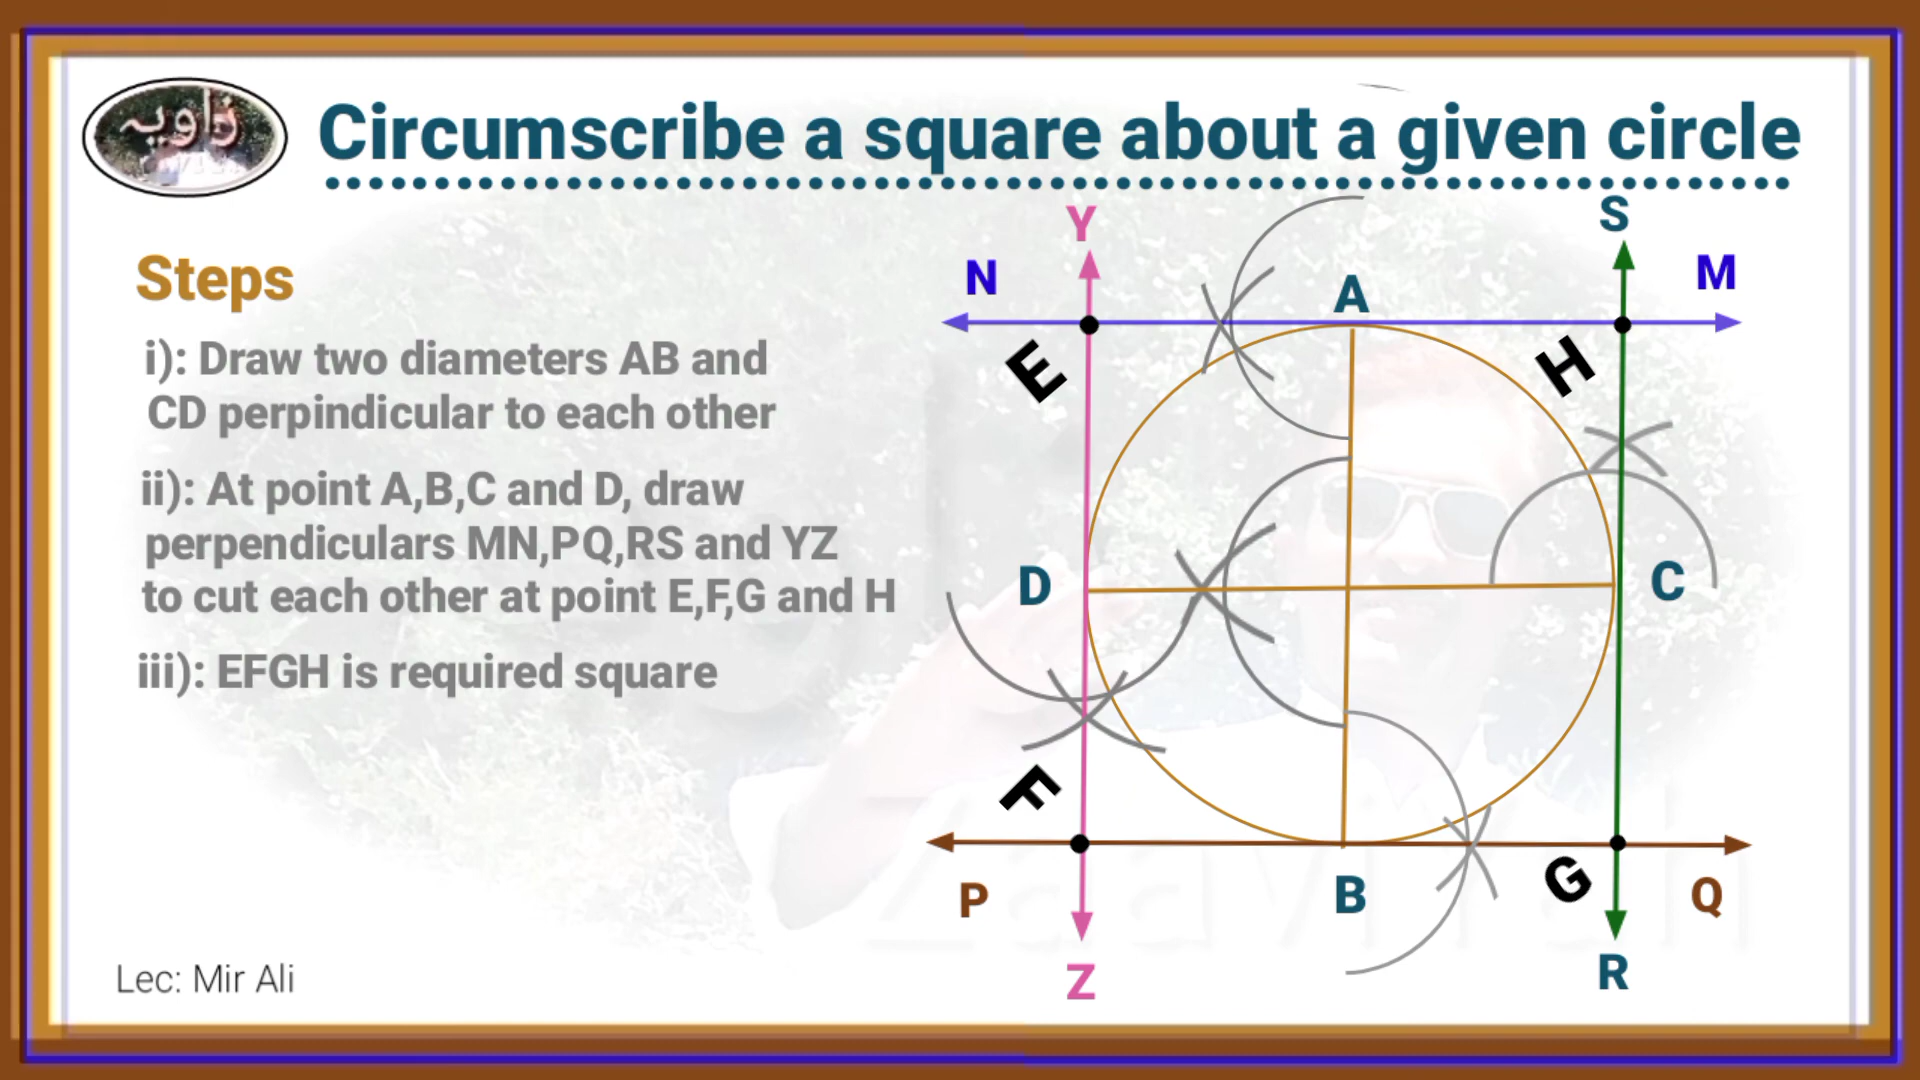 زاویہ
Circumscribe a square about a given circle
Steps
i): Draw two diameters AB and
CD perpindicular to each other
ii): At point A,B,C and D, draw
perpendiculars MN,PQ,RS and YZ
to cut each other at point E,F,G and H
iii): EFGH is required square
Lec: Mir Ali
Y
S
N
A
M
E
H
D
C
F
P
B
G
Q
Z
R